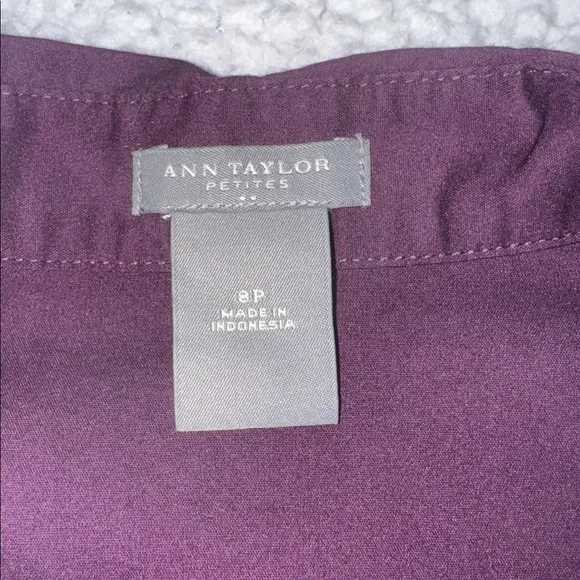 ANN TAYLOR
PETITES
8P
MADE IN
INDONESIA